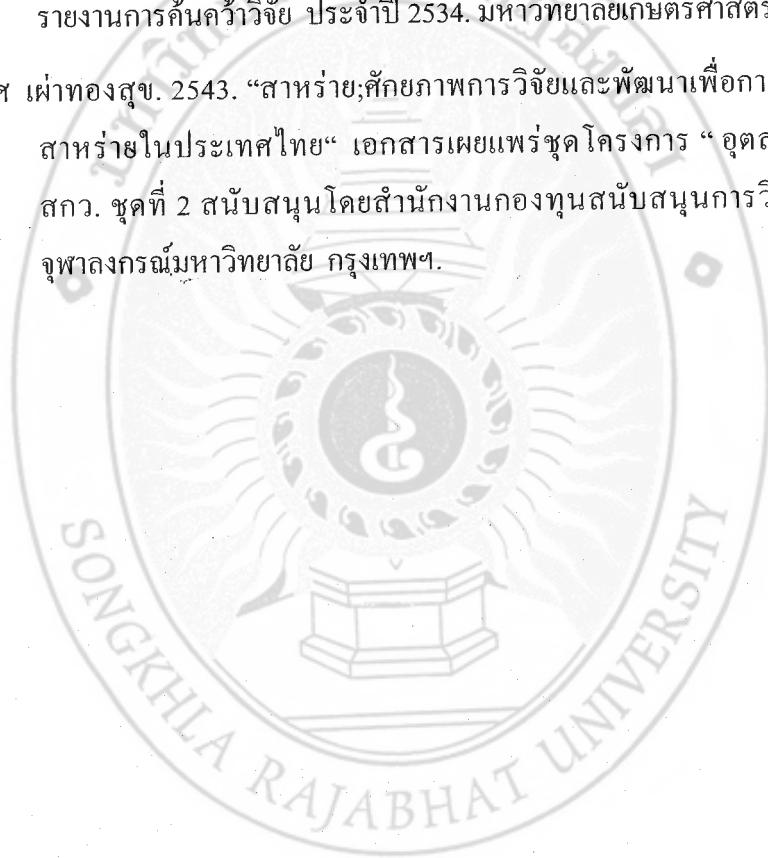 รายงานการค้นคว้าวิจัย ประจำปี 2534. มหาวิทยาลัยเกษตรศาสตร
เผ่าทองสุข. 2543. “สาหร่าย;ศักยภาพการวิจัยและพัฒนาเพื่อกา
สาหร่ายในประเทศไทย“ เอกสารเผยแพร่ชุดโครงการ “ อุตส
สกว. ชุดที่ 2 สนับสนุนโดยสำนักงานกองทุนสนับสนุนการวิ
จุฬาลงกรณ์มหาวิทยาลัย กรุงเทพฯ.
SONGKHLA RAJABHAT UNIVERSITY